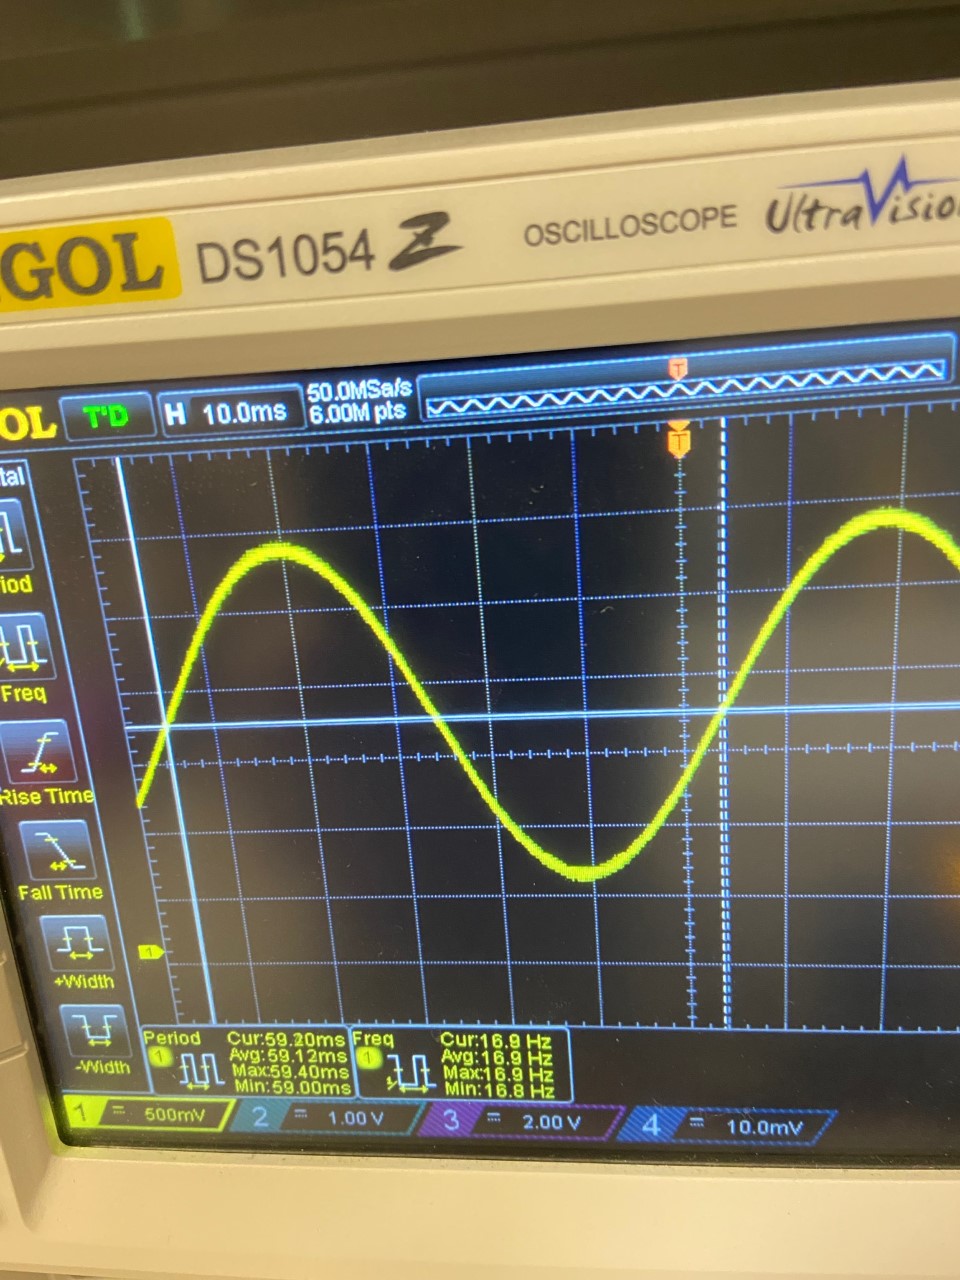 GOL DS1054 Z OSCILLOSCOPE UltraVisio
OL T'D H 10.0ms 50.0MSa/s
6.00M pts
T
T
tal
iod
Freq
Rise Time
Fall Time
1
+Width
-Width
Period Cur:59.20ms Freq Cur:16.9 Hz
1 Avg:59.12ms 1 Avg:16.9 Hz
Max:59.40ms Max:16.9 Hz
Min:59.00ms Min:16.8 Hz
1 = 500mV 2 = 1.00 V 3 = 2.00 V 4 = 10.0mV